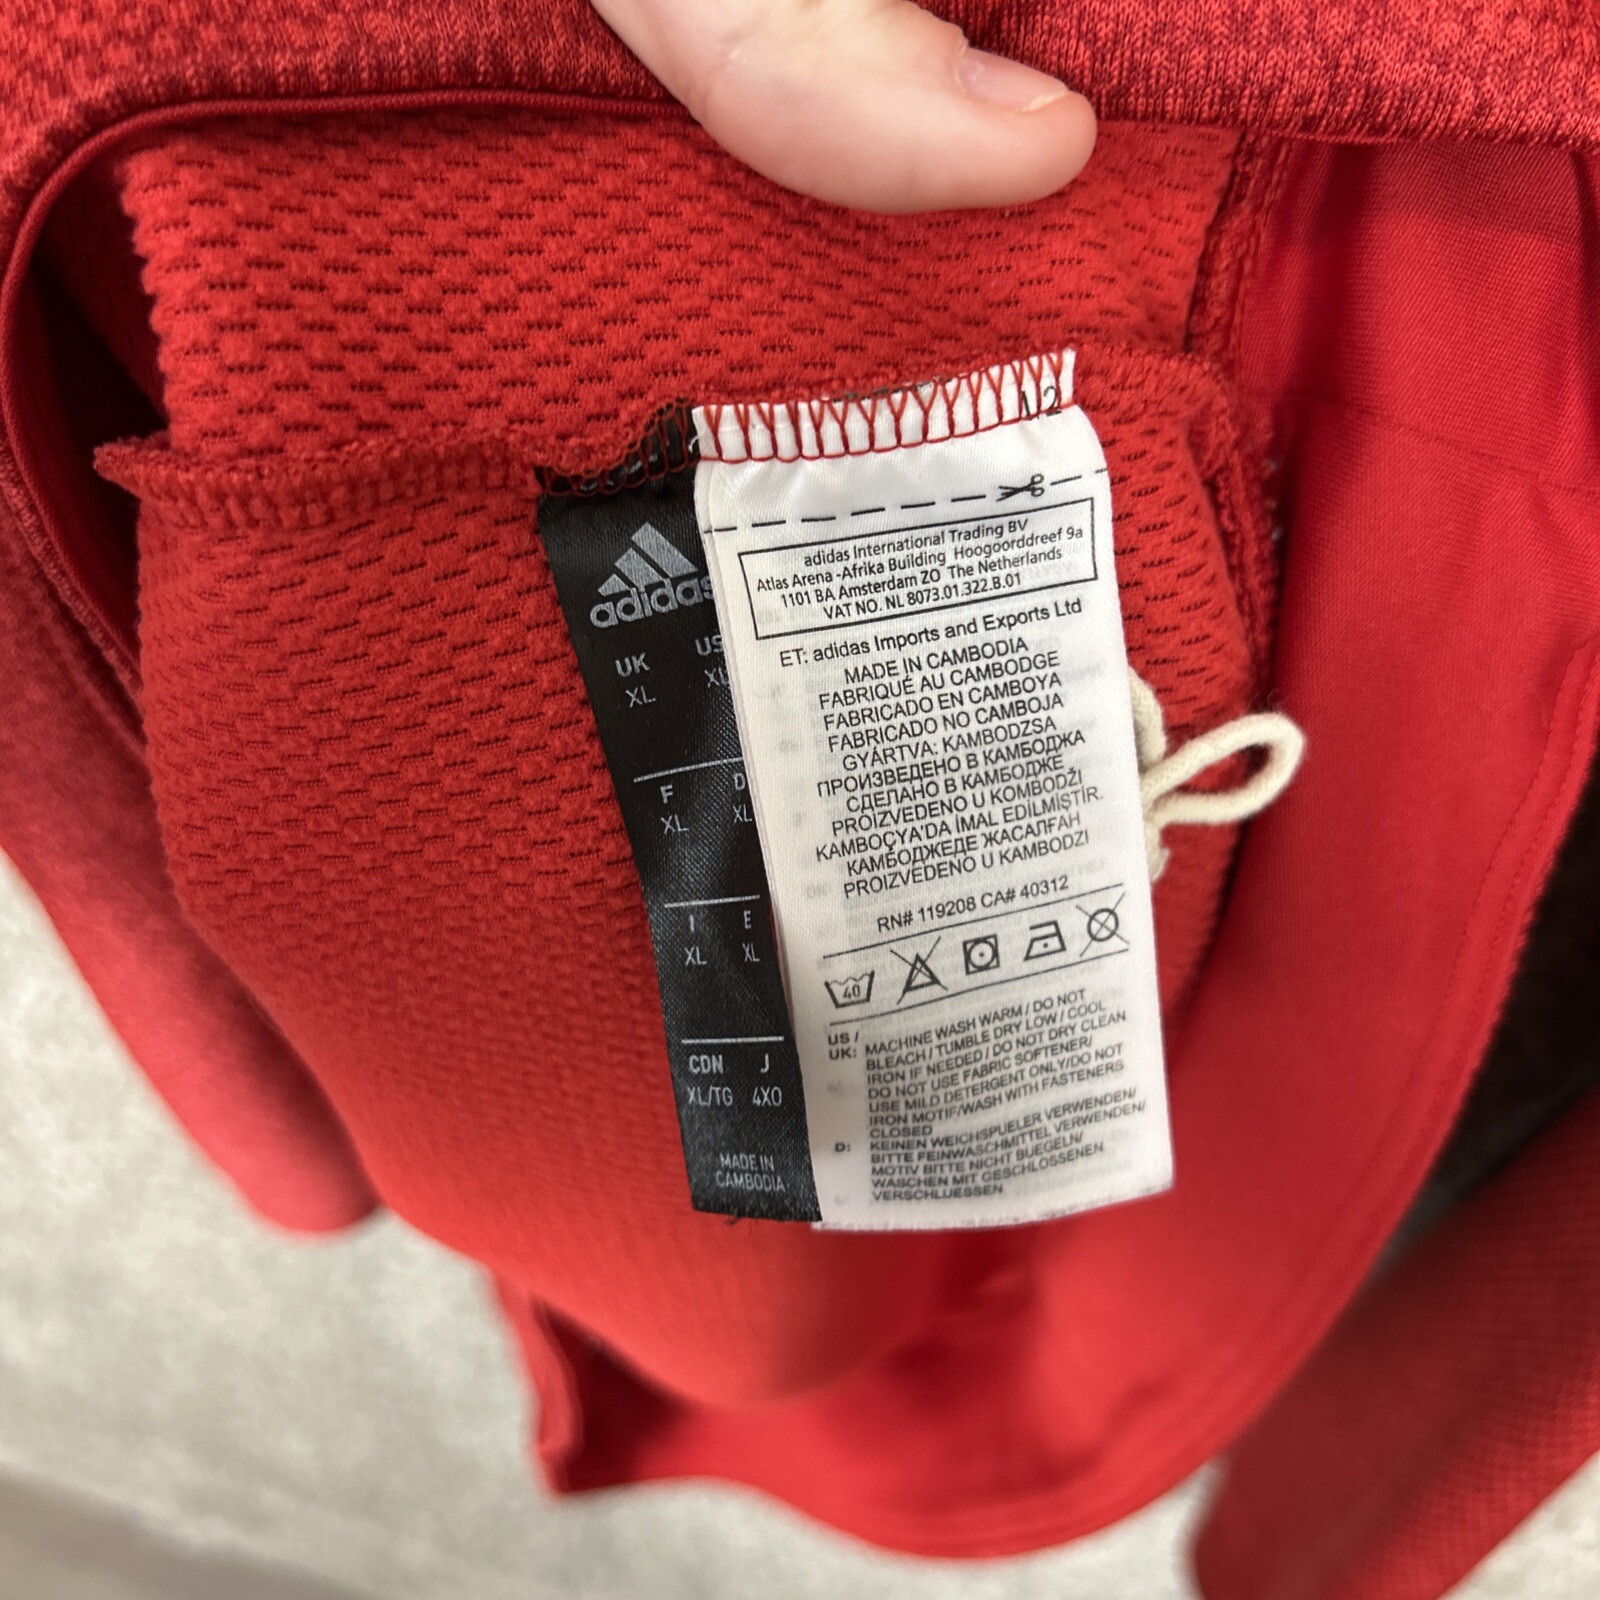 adidas
UK US
XL XL
F D
XL XL
I E
XL XL
CDN J
XL/TG 4XO
MADE IN
CAMBODIA
adidas International Trading BV
Atlas Arena -Afrika Building Hoogoorddreef 9a
1101 BA Amsterdam ZO The Netherlands
VAT NO. NL 8073.01.322.B.01
ET: adidas Imports and Exports Ltd
MADE IN CAMBODIA
FABRIQUÉ AU CAMBODGE
FABRICADO EN CAMBOYA
FABRICADO NO CAMBOJA
GYÁRTVA: KAMBODZSA
ПРОИЗВЕДЕНО В КАМБОДЖА
СДЕЛАНО В КАМБОДЖЕ
PROIZVEDENO U KOMBODŽI
KAMBOÇYA'DA İMAL EDİLMİŞTİR.
КАМБОДЖЕДЕ ЖАСАЛҒАН
PROIZVEDENO U KAMBODZI
RN# 119208 CA# 40312
40
US /
UK: MACHINE WASH WARM / DO NOT
BLEACH / TUMBLE DRY LOW / COOL
IRON IF NEEDED / DO NOT DRY CLEAN
DO NOT USE FABRIC SOFTENER/
USE MILD DETERGENT ONLY/DO NOT
IRON MOTIF/WASH WITH FASTENERS
CLOSED
D: KEINEN WEICHSPUELER VERWENDEN/
BITTE FEINWASCHMITTEL VERWENDEN/
MOTIV BITTE NICHT BUEGELN/
WASCHEN MIT GESCHLOSSENEN
VERSCHLUESSEN